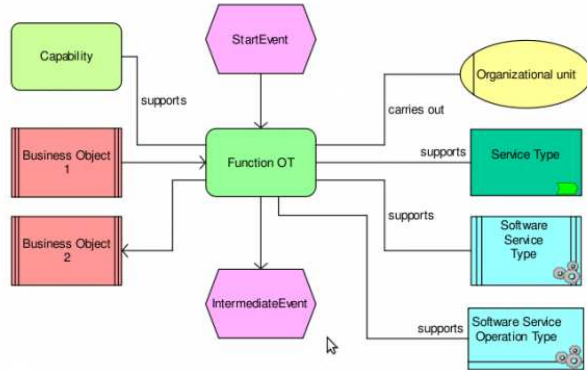 StartEvent
Capability
Organizational unit
supports
carries out
Business Object
1
Function OT
supports
Service Type
supports
Business Object
2
Software
Service
Type
IntermediateEvent
supports
Software Service
Operation Type